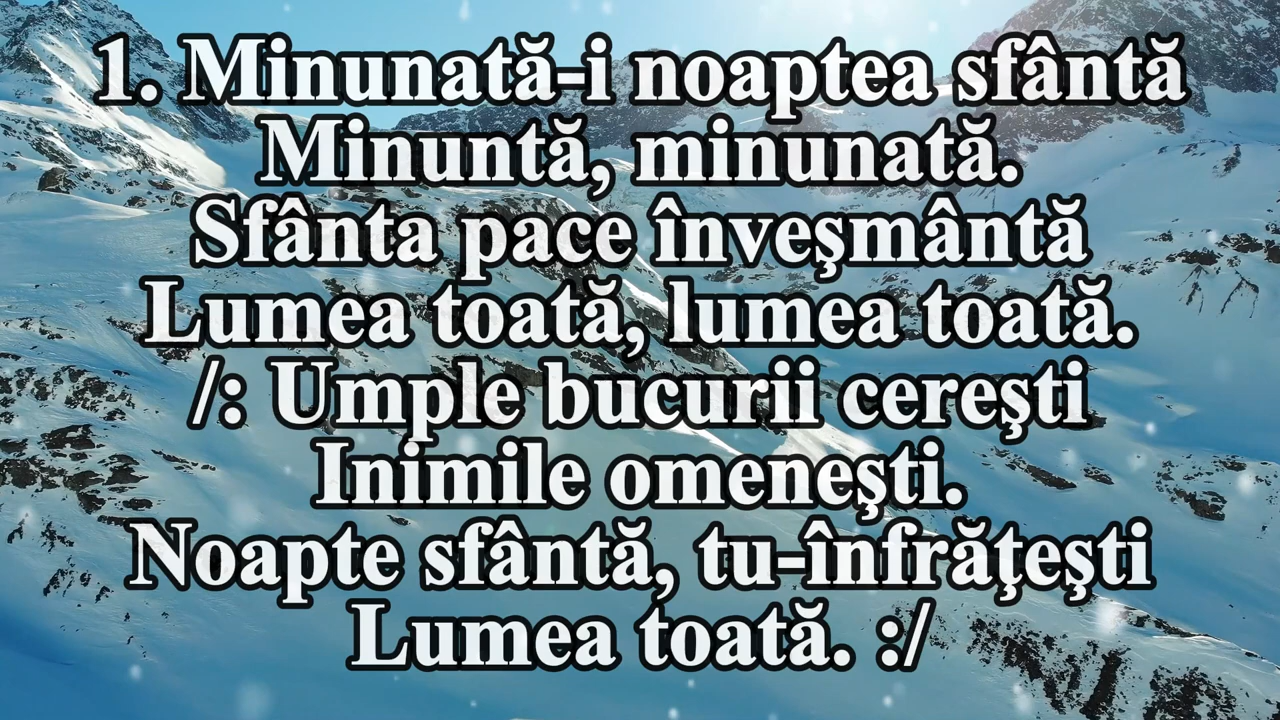 1. Minunată-i noaptea sfântă
Minuntă, minunată.
Sfânta pace înveşmântă
Lumea toată, lumea toată.
/: Umple bucurii cereşti
Inimile omeneşti.
Noapte sfântă, tu-înfrăţeşti
Lumea toată. :/